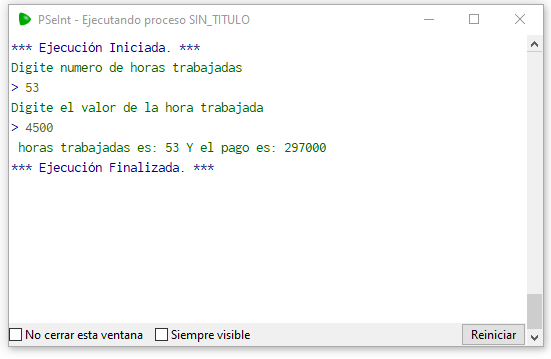 PSeInt - Ejecutando proceso SIN_TITULO
*** Ejecución Iniciada. ***
Digite numero de horas trabajadas
> 53
Digite el valor de la hora trabajada
> 4500
horas trabajadas es: 53 Y el pago es: 297000
*** Ejecución Finalizada. ***
No cerrar esta ventana Siempre visible Reiniciar